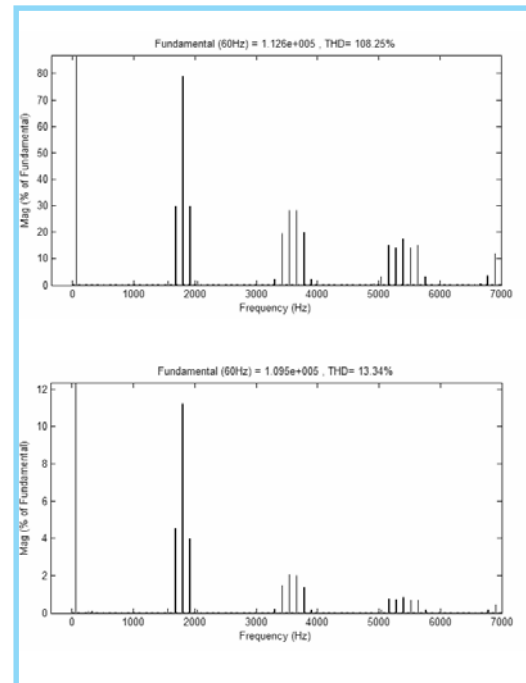 Fundamental (60Hz) = 1.126e+005 , THD= 108.25%
Mag (% of Fundamental)
80
70
60
50
40
30
20
10
0
0 1000 2000 3000 4000 5000 6000 7000
Frequency (Hz)
Fundamental (60Hz) = 1.095e+005 , THD= 13.34%
Mag (% of Fundamental)
12
10
8
6
4
2
0
0 1000 2000 3000 4000 5000 6000 7000
Frequency (Hz)